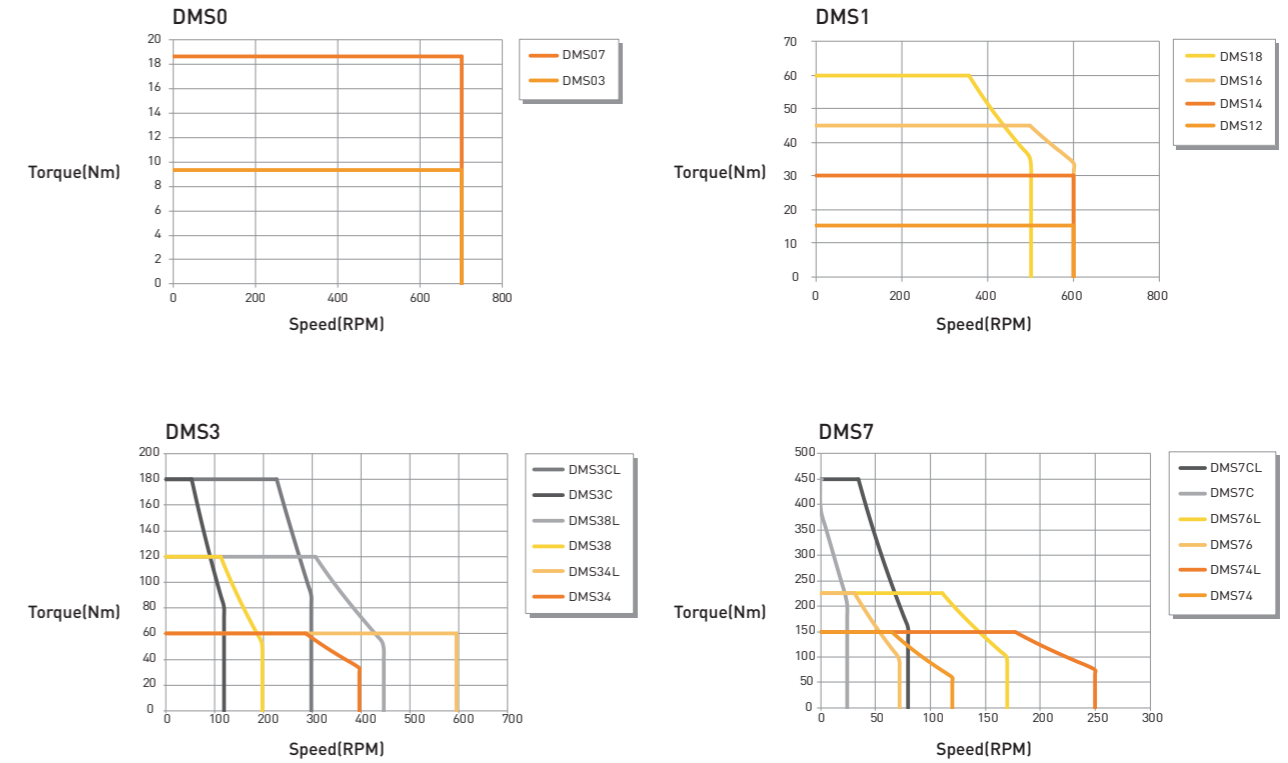 DMS0
20
18
16
14
12
10
8
6
4
2
0
0 200 400 600 800
Torque(Nm)
Speed(RPM)
DMS07
DMS03
DMS1
70
60
50
40
30
20
10
0
0 200 400 600 800
Torque(Nm)
Speed(RPM)
DMS18
DMS16
DMS14
DMS12
DMS3
200
180
160
140
120
100
80
60
40
20
0
0 100 200 300 400 500 600 700
Torque(Nm)
Speed(RPM)
DMS3CL
DMS3C
DMS38L
DMS38
DMS34L
DMS34
DMS7
500
450
400
350
300
250
200
150
100
50
0
0 50 100 150 200 250 300
Torque(Nm)
Speed(RPM)
DMS7CL
DMS7C
DMS76L
DMS76
DMS74L
DMS74